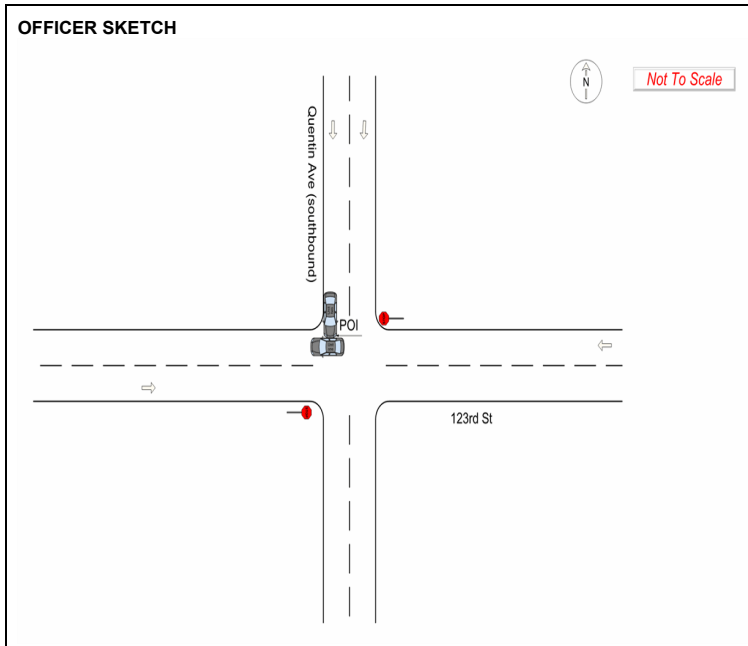 OFFICER SKETCH
N
Not To Scale
Quentin Ave (southbound)
POI
123rd St